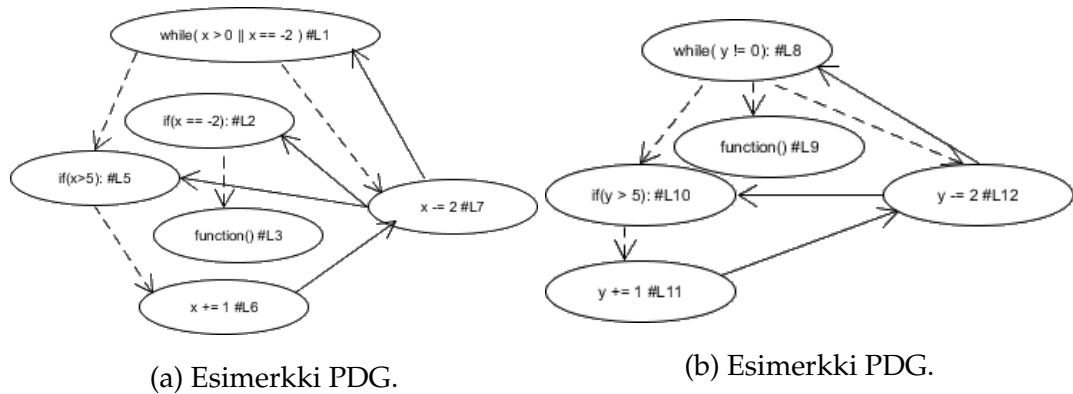 while( x > 0 || x == -2 ) #L1
if(x == -2): #L2
if(x>5): #L5
x -= 2 #L7
function() #L3
x += 1 #L6
(a) Esimerkki PDG.
while( y != 0): #L8
function() #L9
if(y > 5): #L10
y -= 2 #L12
y += 1 #L11
(b) Esimerkki PDG.